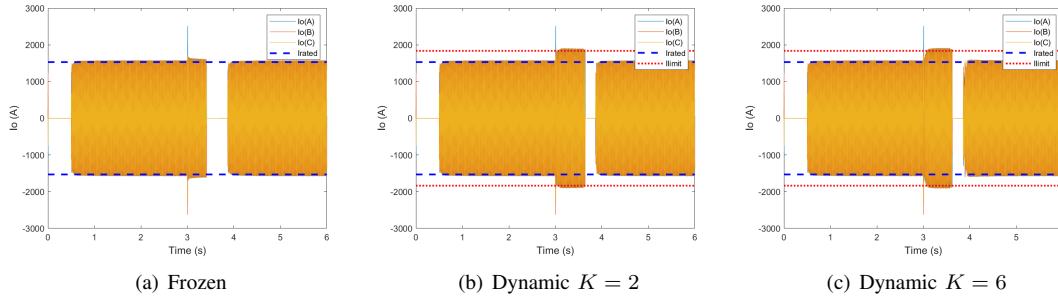 3000
2000
1000
0
-1000
-2000
-3000
Io (A)
0 1 2 3 4 5 6
Time (s)
Io(A)
Io(B)
Io(C)
Irated
(a) Frozen
3000
2000
1000
0
-1000
-2000
-3000
Io (A)
0 1 2 3 4 5 6
Time (s)
Io(A)
Io(B)
Io(C)
Irated
Ilimit
(b) Dynamic K = 2
3000
2000
1000
0
-1000
-2000
-3000
Io (A)
0 1 2 3 4 5
Time (s)
Io(A)
Io(B)
Io(C)
Irated
Ilimit
(c) Dynamic K = 6